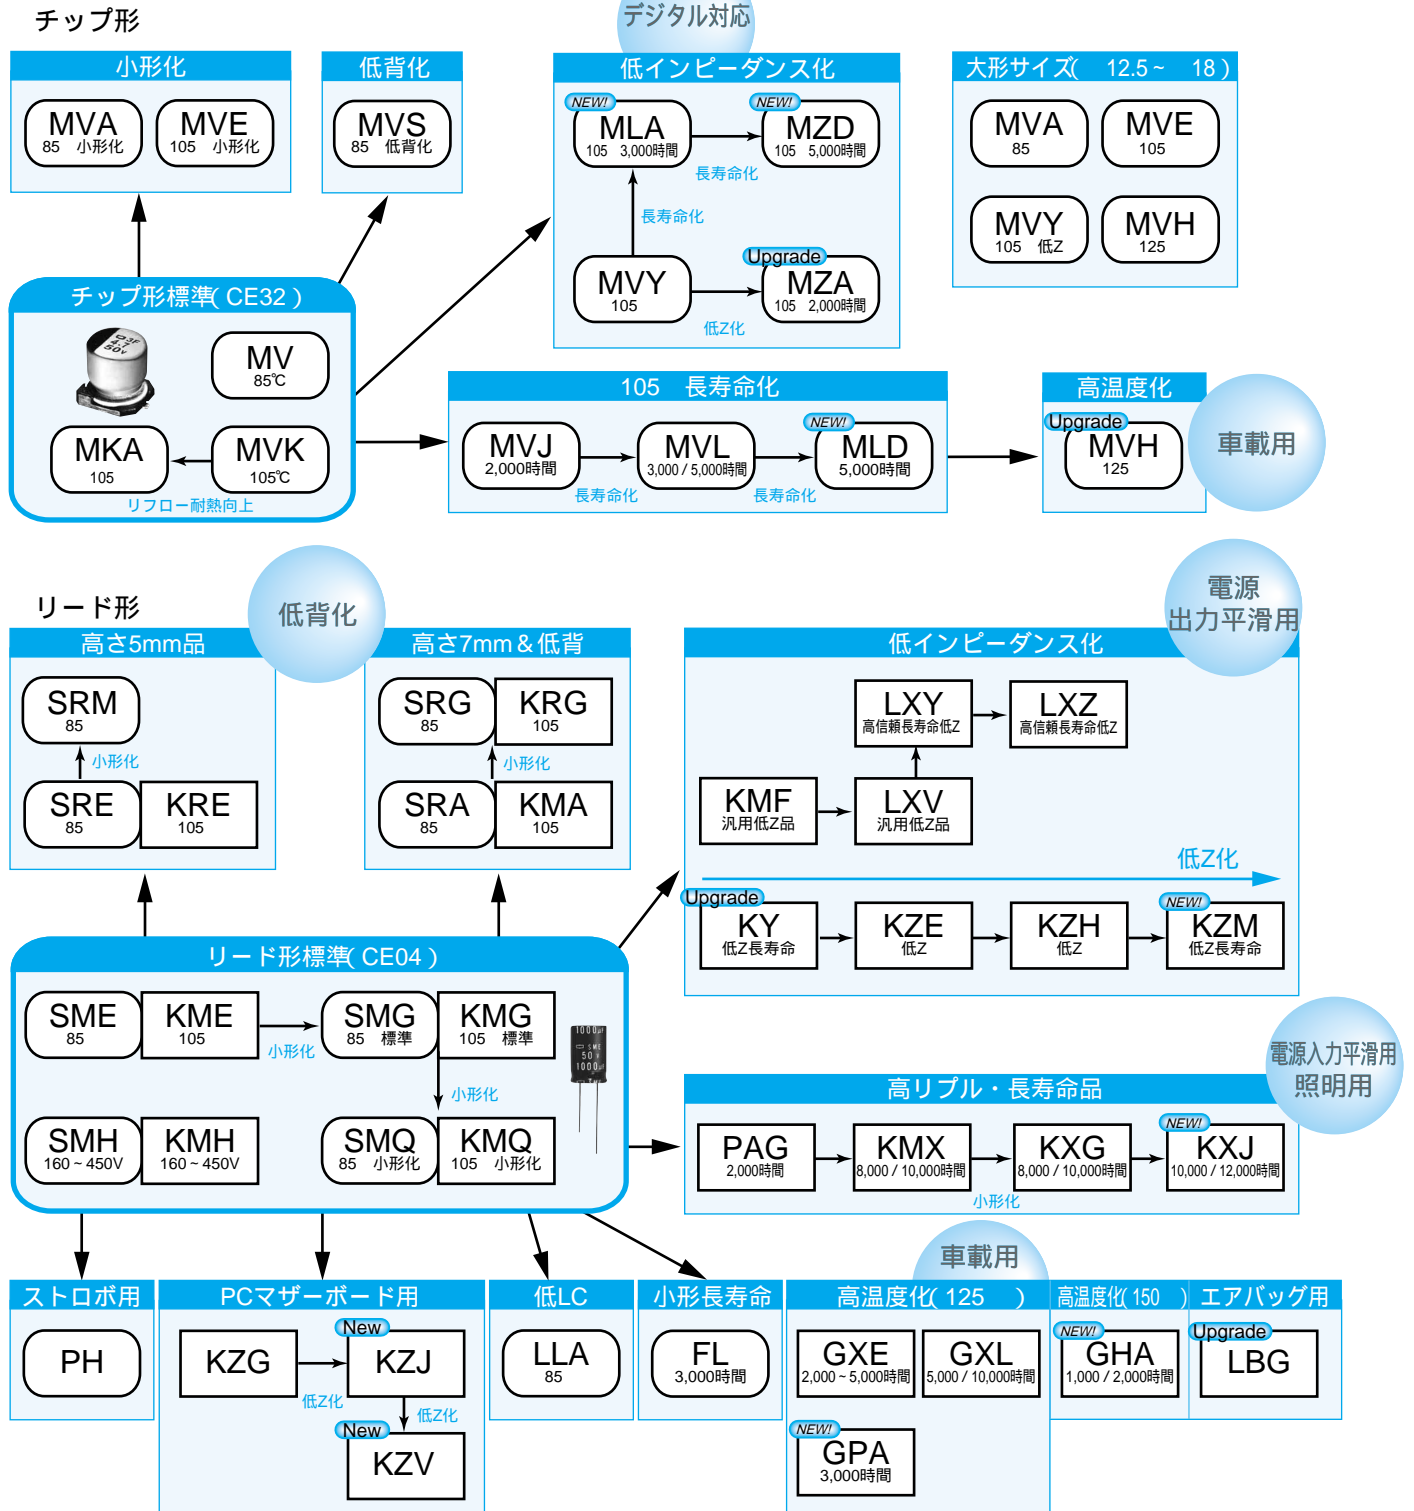 チップ形
デジタル対応
小形化
MVA
85 小形化
MVE
105 小形化
低背化
MVS
85 低背化
低インピーダンス化
NEW!
MLA
105 3,000時間
長寿命化
NEW!
MZD
105 5,000時間
長寿命化
MVY
105
低Z化
Upgrade
MZA
105 2,000時間
大形サイズ( 12.5~ 18)
MVA
85
MVE
105
MVY
105 低Z
MVH
125
チップ形標準(CE32)
3F
4.7
50V
MV
85℃
MKA
105
MVK
105℃
リフロー耐熱向上
105 長寿命化
MVJ
2,000時間
長寿命化
MVL
3,000 / 5,000時間
長寿命化
NEW!
MLD
5,000時間
高温度化
Upgrade
MVH
125
車載用
リード形
低背化
高さ5mm品
SRM
85
小形化
SRE
85
KRE
105
高さ7mm&低背
SRG
85
KRG
105
小形化
SRA
85
KMA
105
電源
出力平滑用
低インピーダンス化
LXY
高信頼長寿命低Z
LXZ
高信頼長寿命低Z
KMF
汎用低Z品
LXV
汎用低Z品
低Z化
Upgrade
KY
低Z長寿命
KZE
低Z
KZH
低Z
NEW!
KZM
低Z長寿命
リード形標準(CE04)
SME
85
KME
105
小形化
SMG
85 標準
KMG
105 標準
小形化
SMH
160~450V
KMH
160~450V
SMQ
85 小形化
KMQ
105 小形化
1000μF
SME
50 V
1000μF
電源入力平滑用
照明用
高リプル・長寿命品
PAG
2,000時間
KMX
8,000 / 10,000時間
小形化
KXG
8,000 / 10,000時間
NEW!
KXJ
10,000 / 12,000時間
車載用
ストロボ用
PH
PCマザーボード用
KZG
低Z化
New
KZJ
低Z化
New
KZV
低LC
LLA
85
小形長寿命
FL
3,000時間
高温度化(125 )
GXE
2,000~5,000時間
GXL
5,000 / 10,000時間
NEW!
GPA
3,000時間
高温度化(150 )
NEW!
GHA
1,000 / 2,000時間
エアバッグ用
Upgrade
LBG